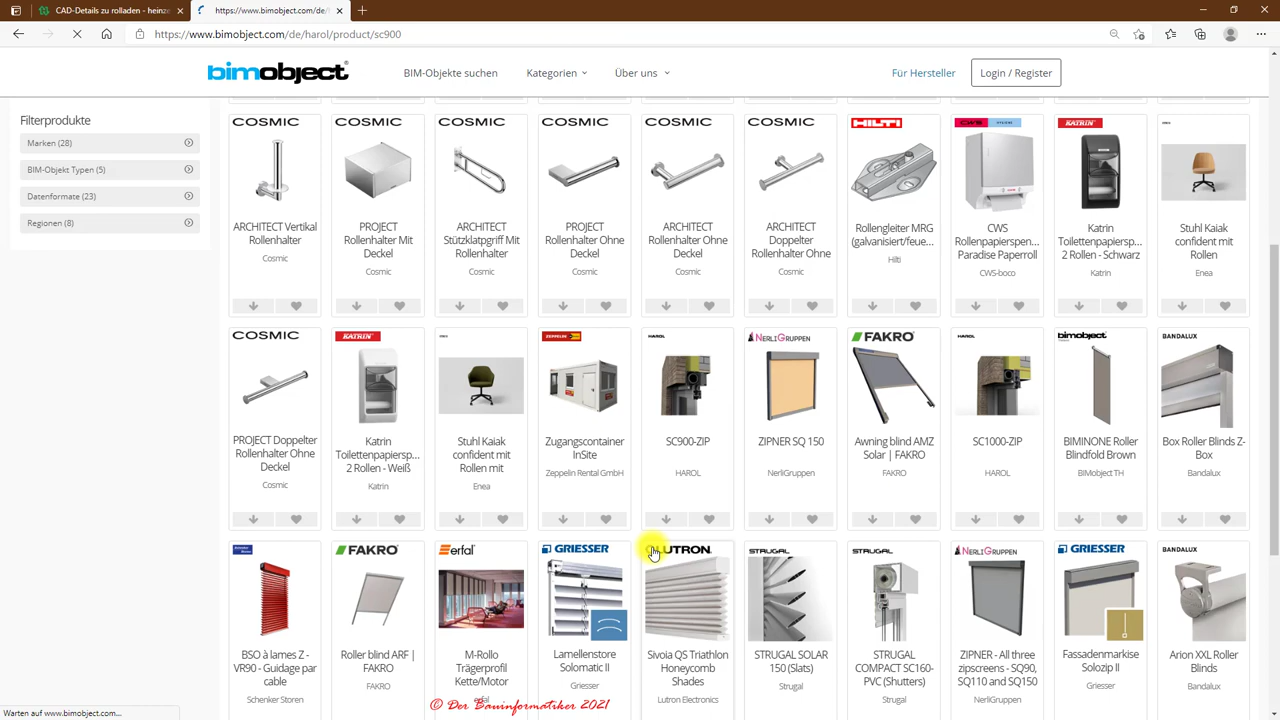 CAD-Details zu rolladen - heinze
https://www.bimobject.com/de/
https://www.bimobject.com/de/harol/product/sc900
bimobject
BIM-Objekte suchen
Kategorien
Über uns
Für Hersteller
Login / Register
Filterprodukte
Marken (28)
BIM-Objekt Typen (5)
Datenformate (23)
Regionen (8)
COSMIC
ARCHITECT Vertikal
Rollenhalter
Cosmic
COSMIC
PROJECT
Rollenhalter Mit
Deckel
Cosmic
COSMIC
ARCHITECT
Stützklatpgriff Mit
Rollenhalter
Cosmic
COSMIC
PROJECT
Rollenhalter Ohne
Deckel
Cosmic
COSMIC
ARCHITECT
Rollenhalter Ohne
Deckel
Cosmic
COSMIC
ARCHITECT
Doppelter
Rollenhalter Ohne
Cosmic
HILTI
Rollengleiter MRG
(galvanisiert/feue...
Hilti
CWS
HYGIENE
CWS
Rollenpapierspen...
Paradise Paperroll
CWS-boco
KATRIN
Katrin
Toilettenpapiersp...
2 Rollen - Schwarz
Katrin
Stuhl Kaiak
confident mit
Rollen
Enea
COSMIC
PROJECT Doppelter
Rollenhalter Ohne
Deckel
Cosmic
KATRIN
Katrin
Toilettenpapiersp...
2 Rollen - Weiß
Katrin
Stuhl Kaiak
confident mit
Rollen mit
Enea
ZEPPELIN
Zugangscontainer
InSite
Zeppelin Rental GmbH
HAROL
SC900-ZIP
HAROL
NERLIGRUPPEN
ZIPNER SQ 150
NerliGruppen
FAKRO
Awning blind AMZ
Solar | FAKRO
FAKRO
HAROL
SC1000-ZIP
HAROL
bimobject
BIMINONE Roller
Blindfold Brown
BIMobject TH
BANDALUX
Box Roller Blinds Z-
Box
Bandalux
Schenker
Storen
BSO à lames Z -
VR90 - Guidage par
cable
Schenker Storen
FAKRO
Roller blind ARF |
FAKRO
FAKRO
erfal
M-Rollo
Trägerprofil
Kette/Motor
erfal
GRIESSER
Lamellenstore
Solomatic II
Griesser
LUTRON
Sivoia QS Triathlon
Honeycomb
Shades
Lutron Electronics
STRUGAL
STRUGAL SOLAR
150 (Slats)
Strugal
STRUGAL
STRUGAL
COMPACT SC160-
PVC (Shutters)
Strugal
NERLIGRUPPEN
ZIPNER - All three
zipscreens - SQ90,
SQ110 and SQ150
NerliGruppen
GRIESSER
Fassadenmarkise
Solozip II
Griesser
BANDALUX
Arion XXL Roller
Blinds
Bandalux
© Der Bauinformatiker 2021
Warten auf www.bimobject.com...